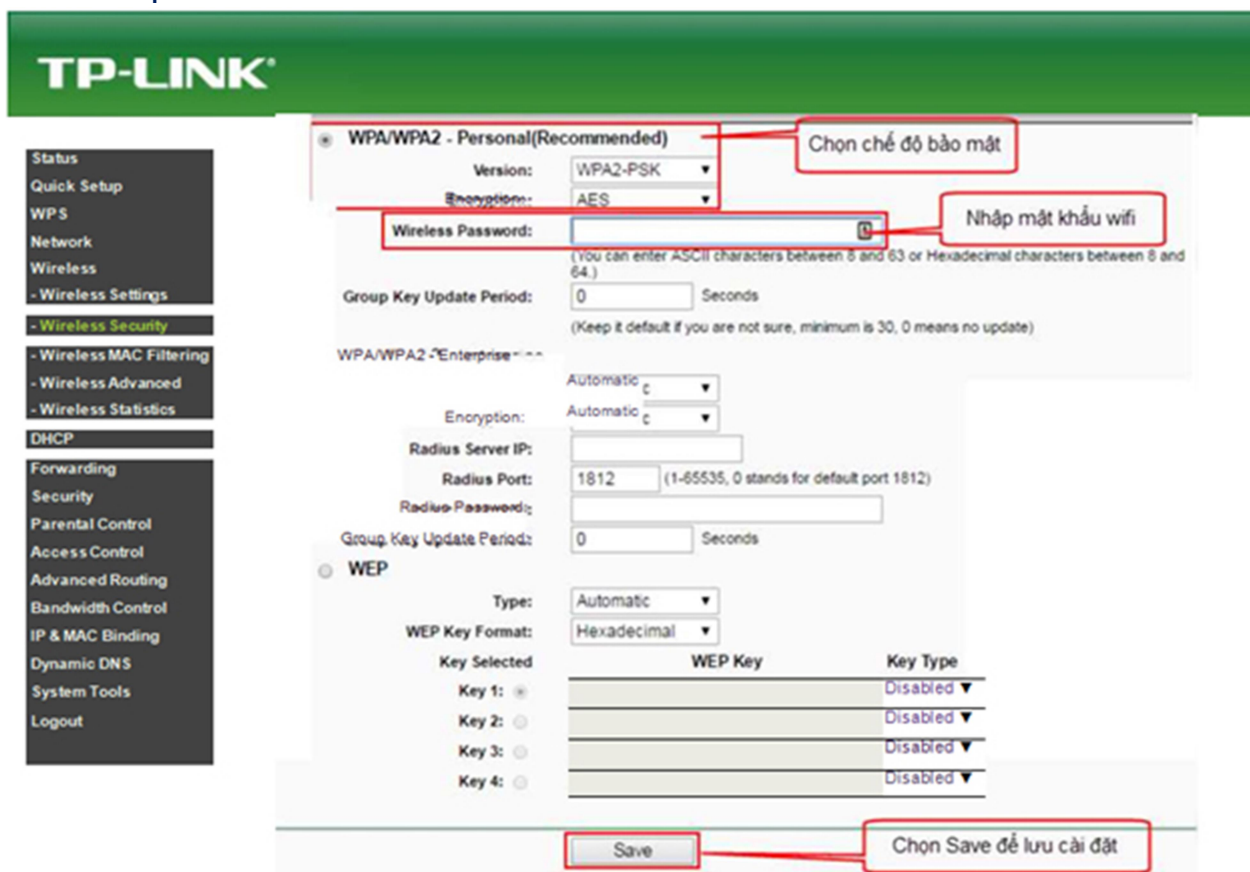 TP-LINK
Status
Quick Setup
WPS
Network
Wireless
- Wireless Settings
- Wireless Security
- Wireless MAC Filtering
- Wireless Advanced
- Wireless Statistics
DHCP
Forwarding
Security
Parental Control
Access Control
Advanced Routing
Bandwidth Control
IP & MAC Binding
Dynamic DNS
System Tools
Logout
WPA/WPA2 - Personal(Recommended)
Chọn chế độ bảo mật
Version: WPA2-PSK
Encryption: AES
Wireless Password:
Nhập mật khẩu wifi
(You can enter ASCII characters between 8 and 63 or Hexadecimal characters between 8 and
64.)
Group Key Update Period: 0 Seconds
(Keep it default if you are not sure, minimum is 30, 0 means no update)
WPA/WPA2 - Enterprise
Automatic
Encryption: Automatic
Radius Server IP:
Radius Port: 1812 (1-65535, 0 stands for default port 1812)
Radius Password:
Group Key Update Period: 0 Seconds
WEP
Type: Automatic
WEP Key Format: Hexadecimal
Key Selected WEP Key Key Type
Key 1: Disabled
Key 2: Disabled
Key 3: Disabled
Key 4: Disabled
Save
Chọn Save để lưu cài đặt